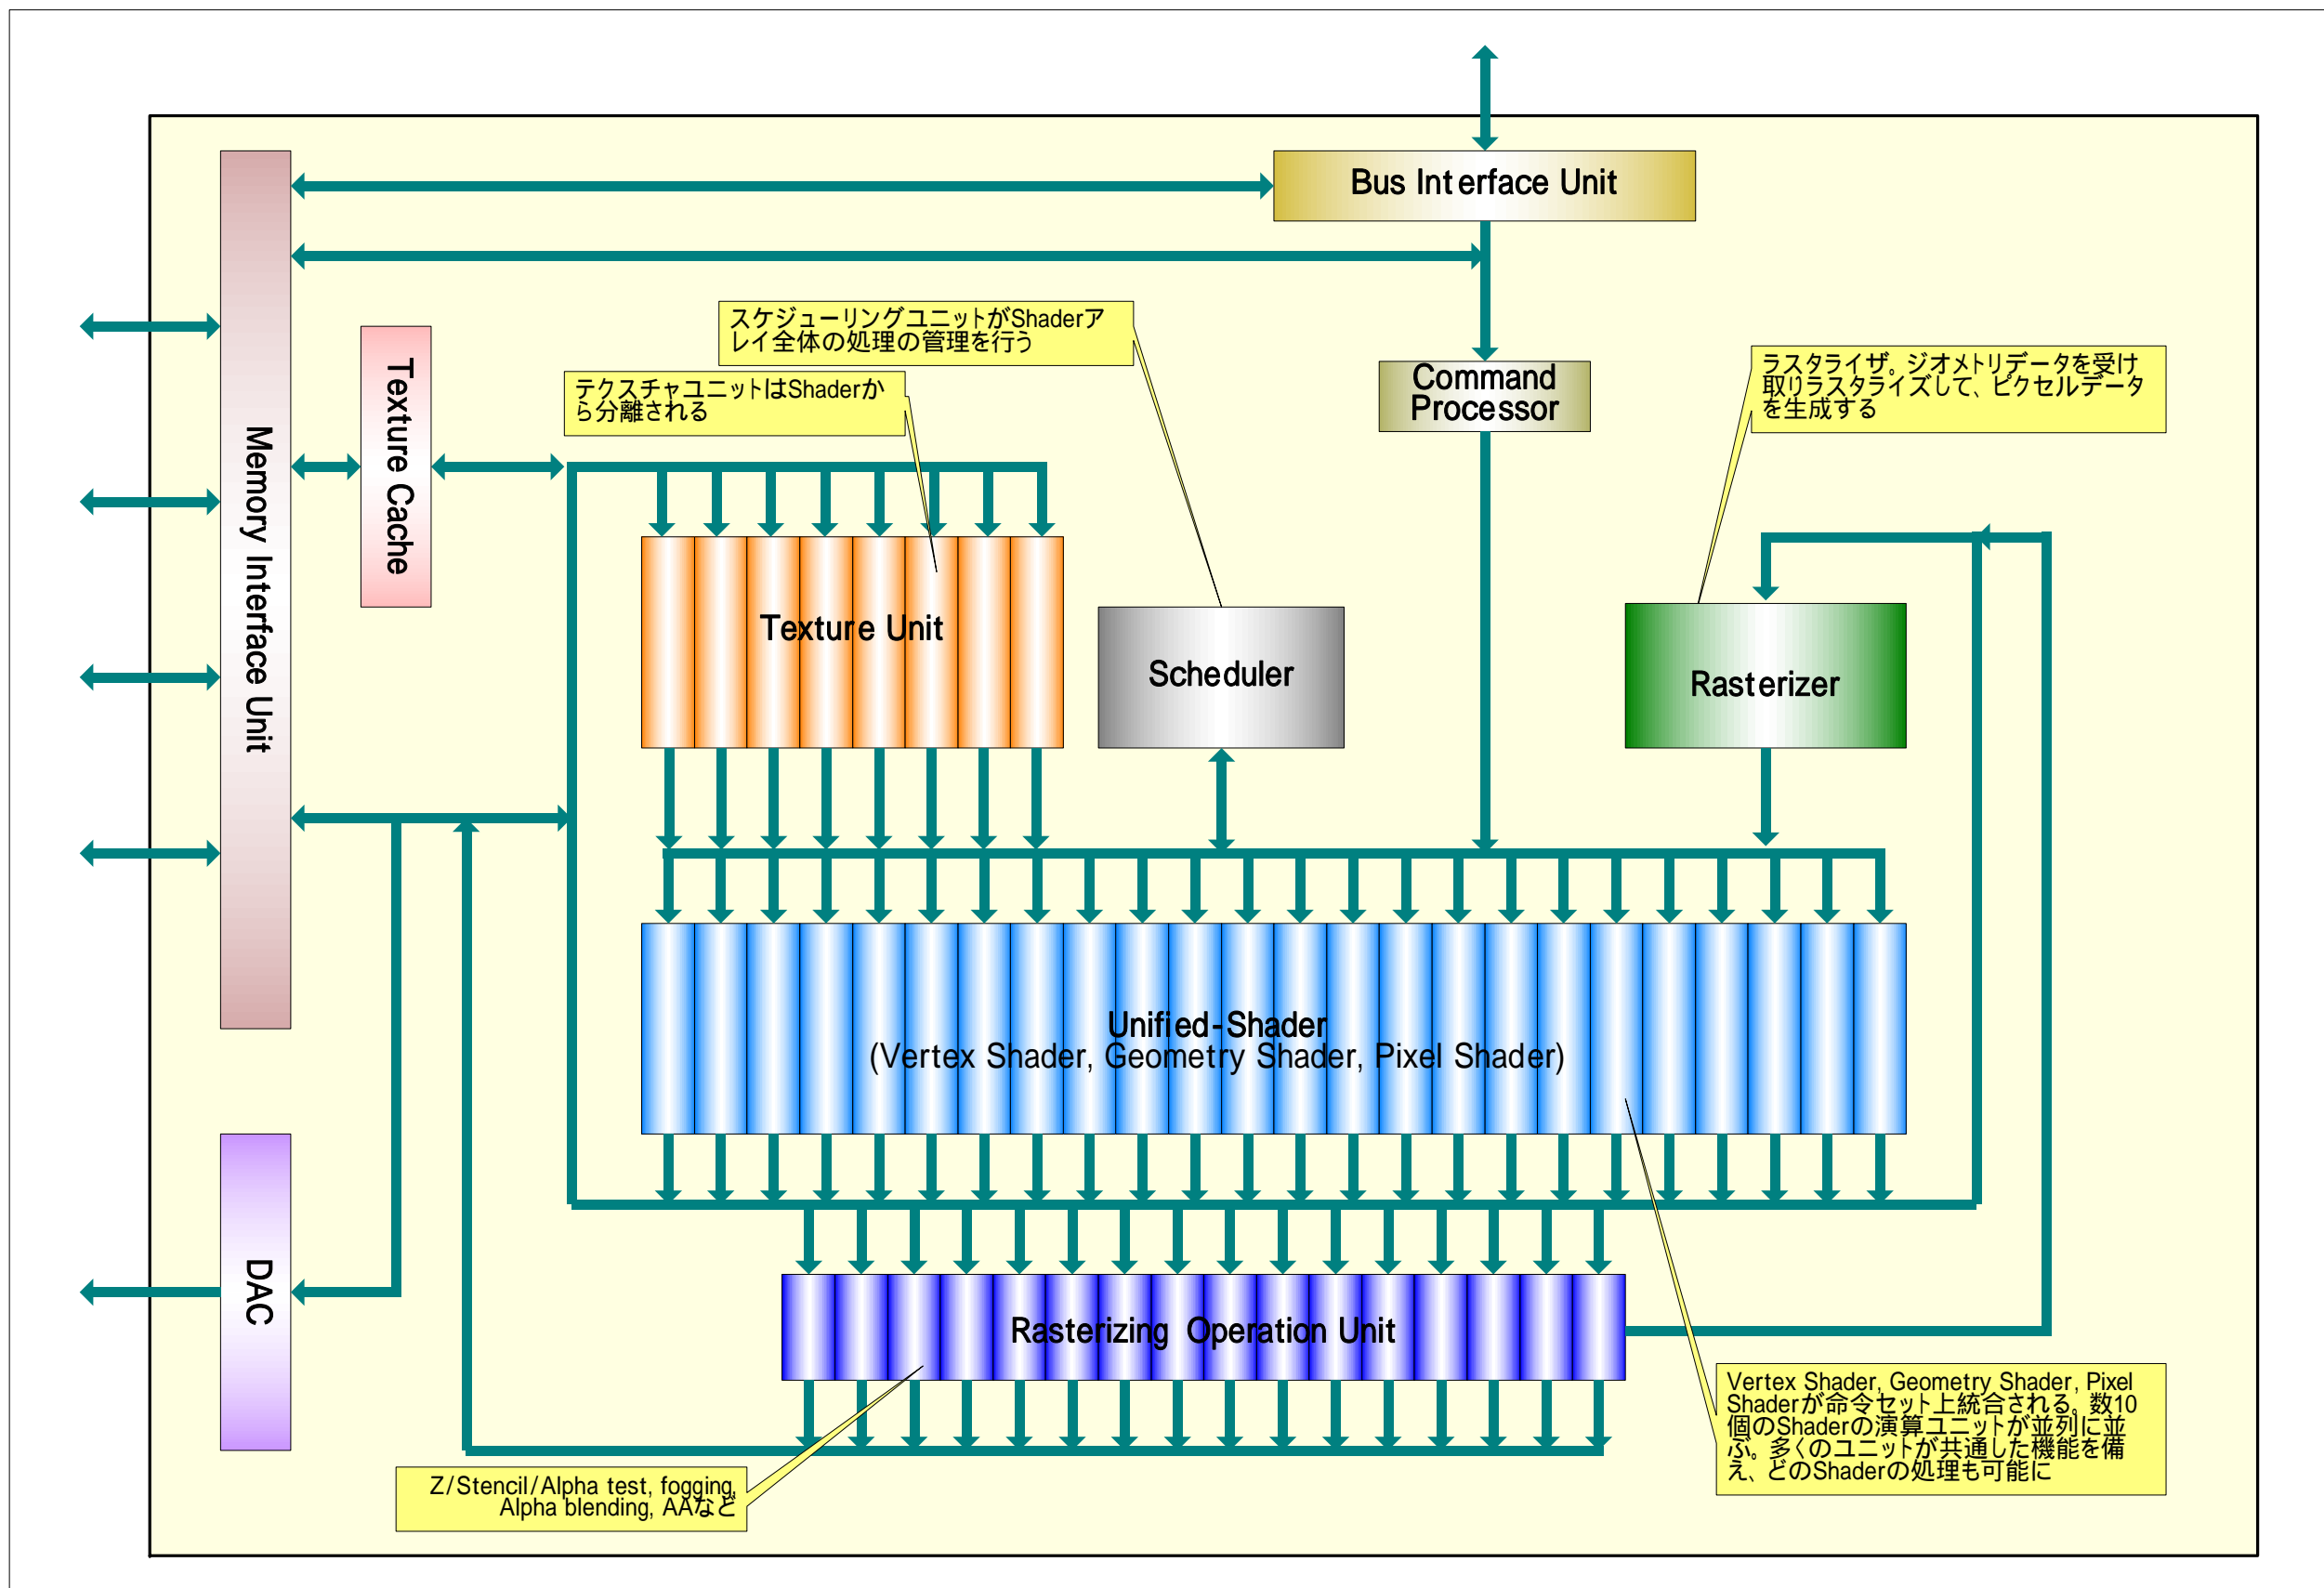 Bus Interface Unit
スケジューリングユニットがShaderア
レイ全体の処理の管理を行う
テクスチャユニットはShaderか
ら分離される
Command
Processor
ラスタライザ。ジオメトリデータを受け
取りラスタライズして、ピクセルデータ
を生成する
Memory Interface Unit
Texture Cache
Texture Unit
Scheduler
Rasterizer
Unified-Shader
(Vertex Shader, Geometry Shader, Pixel Shader)
DAC
Rasterizing Operation Unit
Vertex Shader, Geometry Shader, Pixel
Shaderが命令セット上統合される。数10
個のShaderの演算ユニットが並列に並
ぶ。多くのユニットが共通した機能を備
え、どのShaderの処理も可能に
Z/Stencil/Alpha test, fogging,
Alpha blending, AAなど